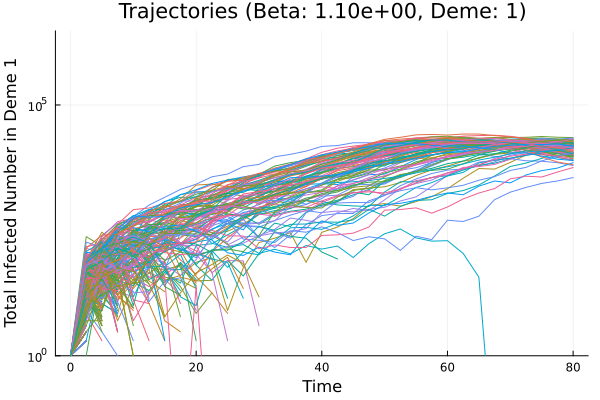 Trajectories (Beta: 1.10e+00, Deme: 1)
Total Infected Number in Deme 1
10^5
10^0
0 20 40 60 80
Time